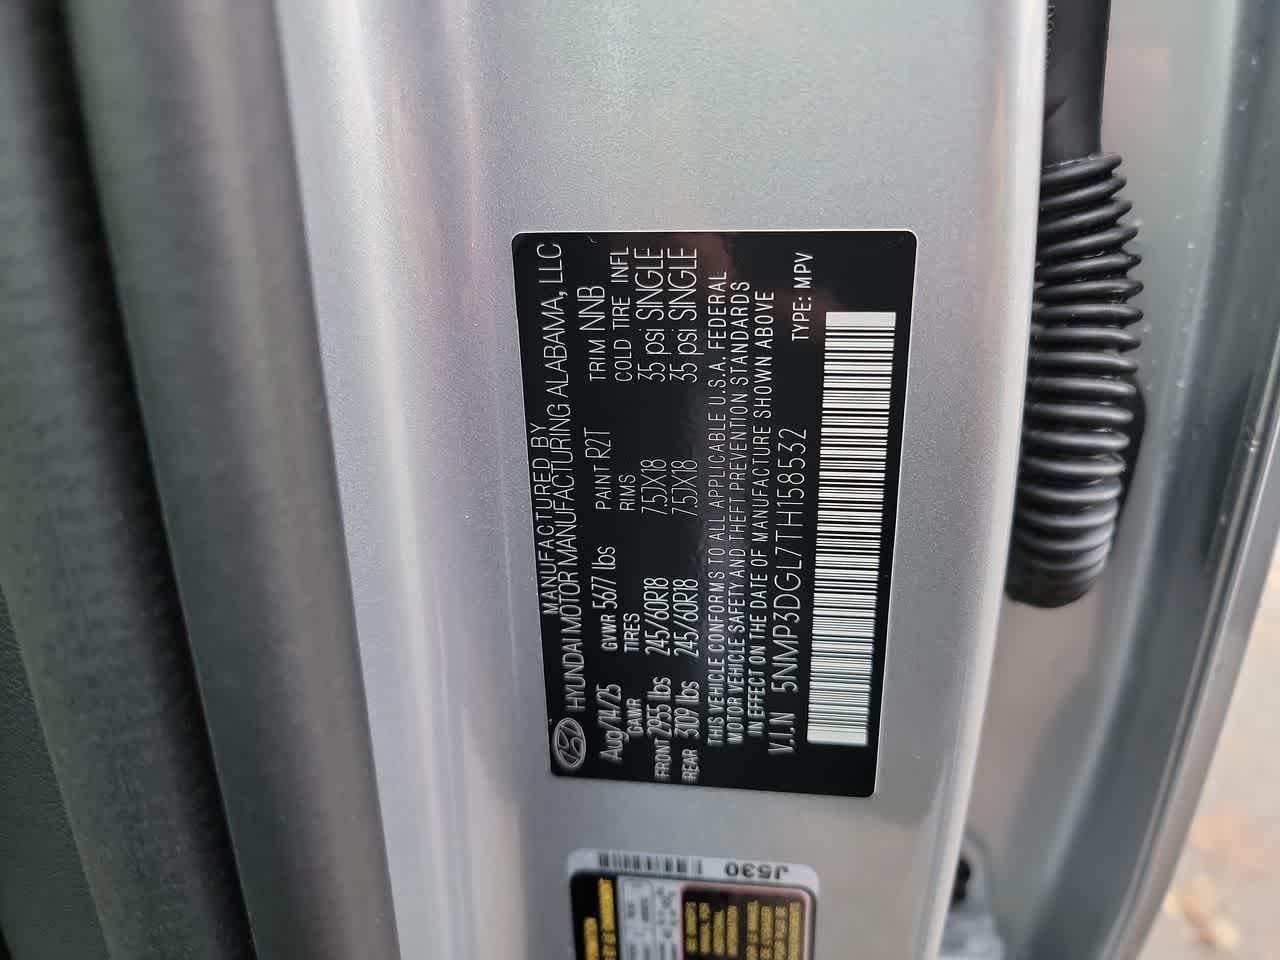 MANUFACTURED BY
HYUNDAI MOTOR MANUFACTURING ALABAMA, LLC
Aug/14/25 GVWR 5677 lbs PAINT R2T TRIM NNB
GAWR TIRES RIMS COLD TIRE INFL
FRONT 2955 lbs 245/60R18 7.5JX18 35 psi SINGLE
REAR 3109 lbs 245/60R18 7.5JX18 35 psi SINGLE
THIS VEHICLE CONFORMS TO ALL APPLICABLE U.S.A. FEDERAL
MOTOR VEHICLE SAFETY AND THEFT PREVENTION STANDARDS
IN EFFECT ON THE DATE OF MANUFACTURE SHOWN ABOVE
V.I.N 5NMP3DGL7TH158532 TYPE: MPV
J530